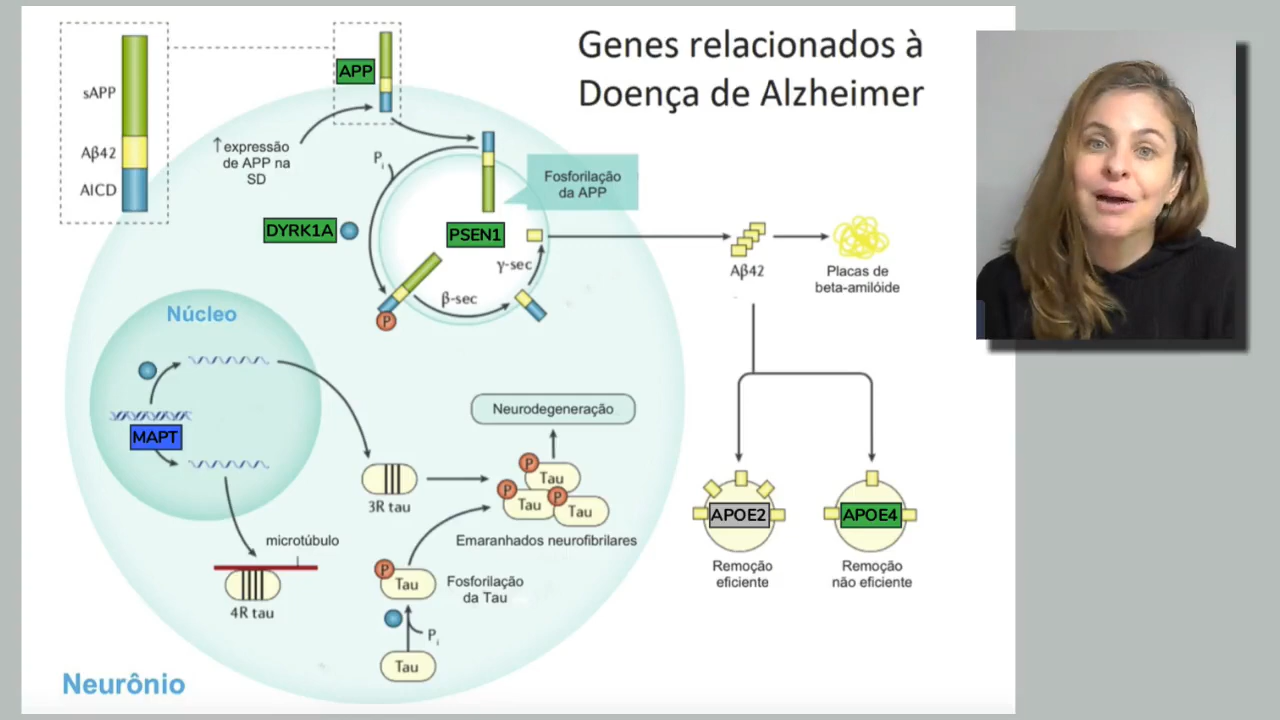 Genes relacionados à
Doença de Alzheimer
sAPP
Aβ42
AICD
APP
↑ expressão
de APP na
SD
Pi
Fosforilação
da APP
DYRK1A
PSEN1
γ-sec
β-sec
P
Aβ42
Placas de
beta-amilóide
Núcleo
MAPT
Neurodegeneração
3R tau
P
Tau
P
Tau
P
Tau
Emaranhados neurofibrilares
microtúbulo
4R tau
P
Tau
Fosforilação
da Tau
Pi
Tau
APOE2
APOE4
Remoção
eficiente
Remoção
não eficiente
Neurônio